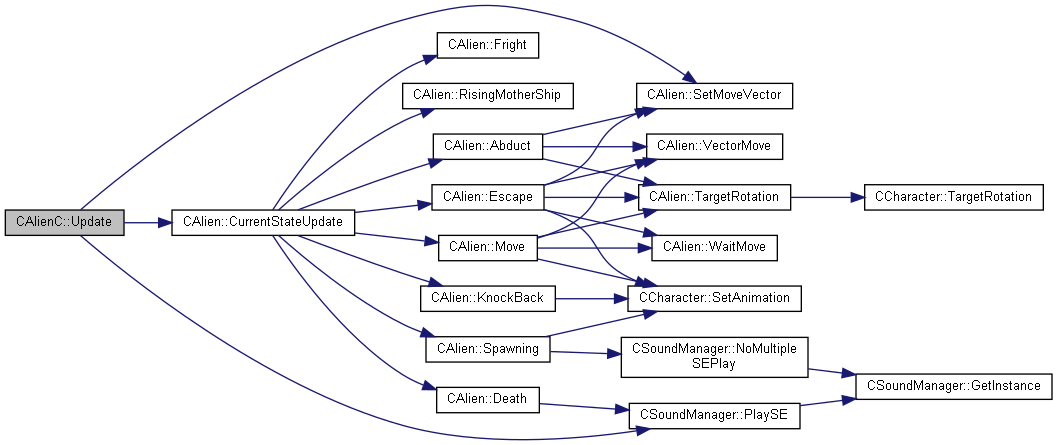 CAlienC::Update
CAlien::CurrentStateUpdate
CAlien::Fright
CAlien::RisingMotherShip
CAlien::Abduct
CAlien::Escape
CAlien::Move
CAlien::KnockBack
CAlien::Spawning
CAlien::Death
CAlien::SetMoveVector
CAlien::VectorMove
CAlien::TargetRotation
CAlien::WaitMove
CCharacter::SetAnimation
CSoundManager::NoMultiple
SEPlay
CSoundManager::PlaySE
CCharacter::TargetRotation
CSoundManager::GetInstance